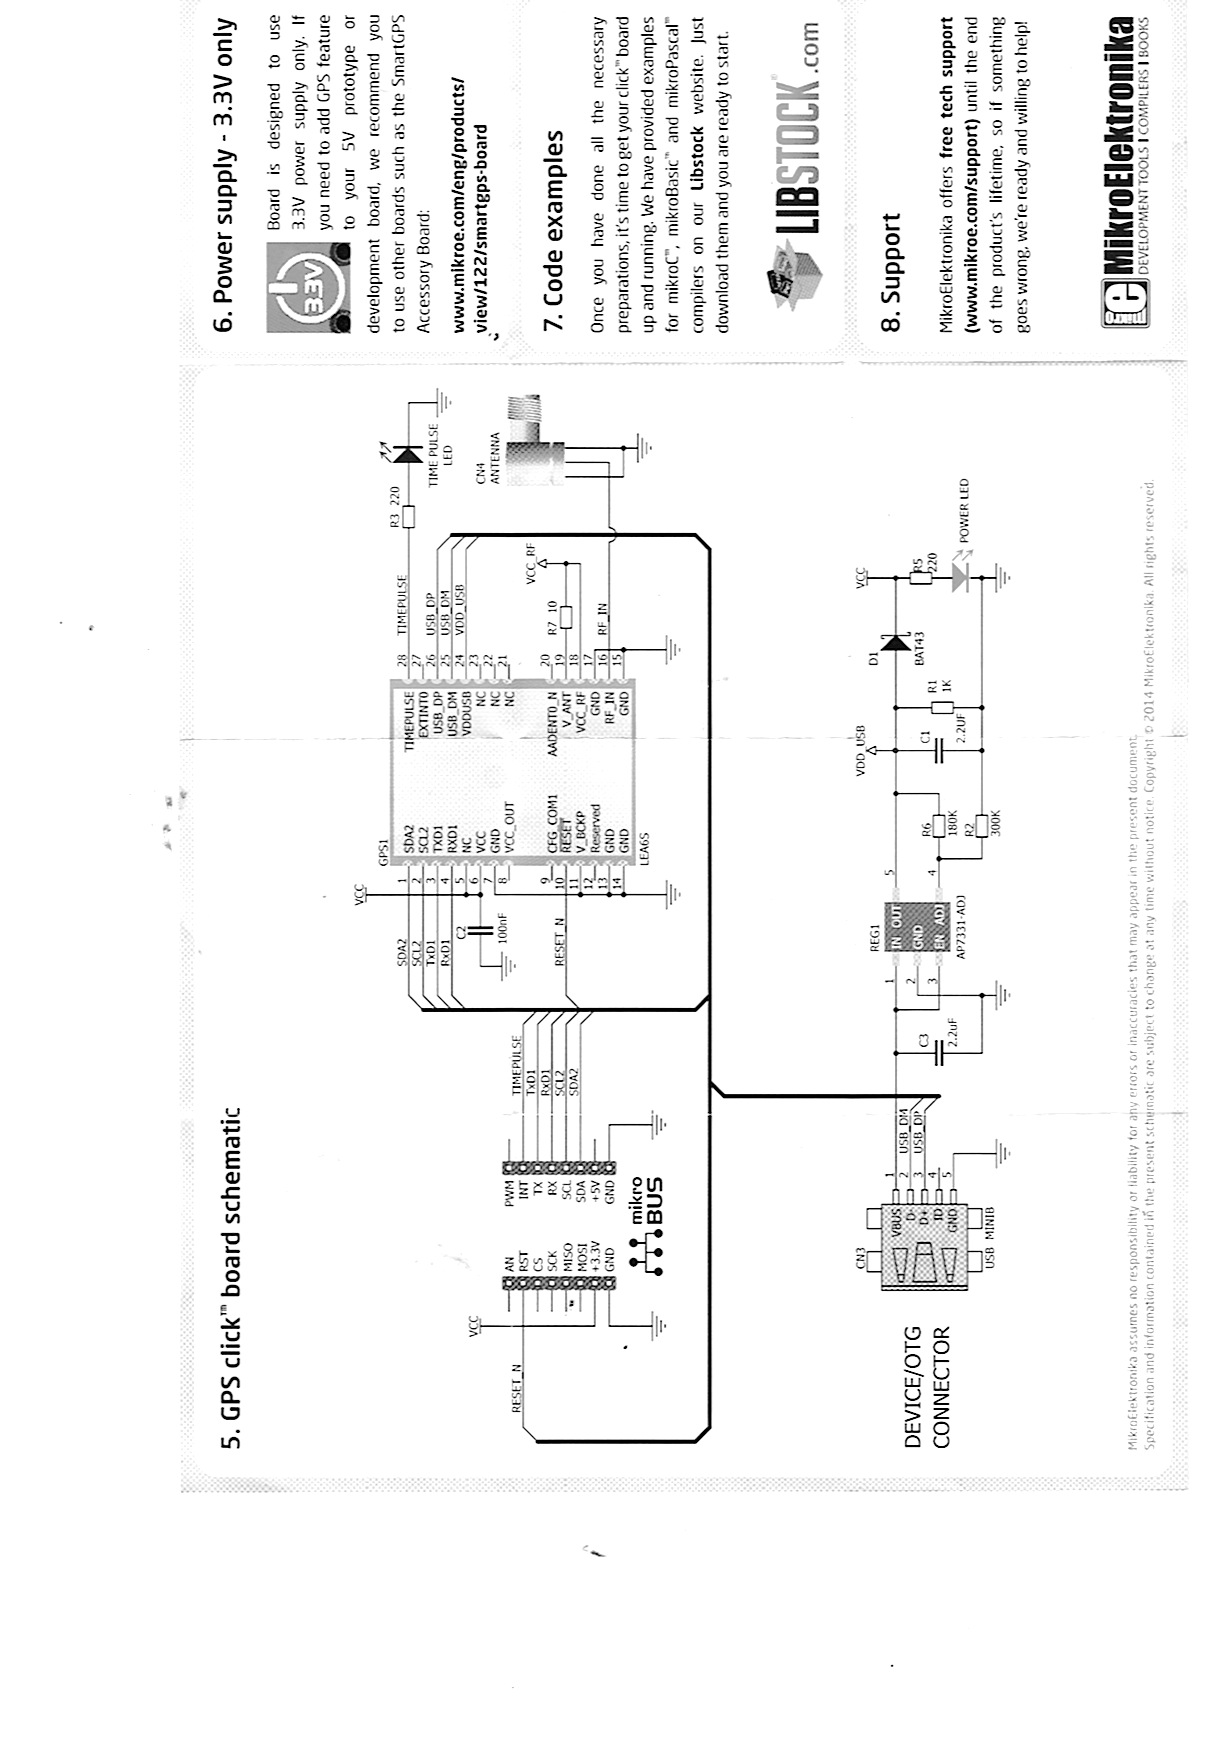 5. GPS click™ board schematic
RESET_N
VCC
AN
RST
CS
SCK
MISO
MOSI
+3.3V
GND
mikro
BUS
PWM
INT
TX
RX
SCL
SDA
+5V
GND
TIMEPULSE
TxD1
RxD1
SCL2
SDA2
SDA2
SCL2
TxD1
RxD1
RESET_N
C2
100nF
VCC
GPS1
LEA6S
1
2
3
4
5
6
7
8
9
10
11
12
13
14
SDA2
SCL2
TXD1
RXD1
NC
VCC
GND
VCC_OUT
CFG_COM1
RESET
V_BCKP
Reserved
GND
GND
TIMEPULSE
EXTINT0
USB_DP
USB_DM
VDDUSB
NC
NC
NC
AADENT0_N
V_ANT
VCC_RF
GND
RF_IN
GND
28
27
26
25
24
23
22
21
20
19
18
17
16
15
TIMEPULSE
USB_DP
USB_DM
VDD_USB
R7 10
RF_IN
VCC_RF
R3 220
TIME PULSE
LED
CN4
ANTENNA
DEVICE/OTG
CONNECTOR
CN3
USB MINIB
VBUS
D-
D+
ID
GND
1
2
3
4
5
USB_DM
USB_DP
C3
2.2uF
1
2
3
REG1
IN OUT
GND
EN ADJ
AP7331-ADJ
5
4
R6
180K
R2
300K
VDD_USB
C1
2.2UF
R1
1K
D1
BAT43
VCC
R5
220
POWER LED
MikroElektronika assumes no responsibility or liability for any errors or inaccuracies that may appear in the present document.
Specification and information contained in the present schematic are subject to change at any time without notice. Copyright © 2014 MikroElektronika. All rights reserved.
6. Power supply - 3.3V only
3.3V
Board is designed to use
3.3V power supply only. If
you need to add GPS feature
to your 5V prototype or
development board, we recommend you
to use other boards such as the SmartGPS
Accessory Board:
www.mikroe.com/eng/products/
view/122/smartgps-board
7. Code examples
Once you have done all the necessary
preparations, it's time to get your click™ board
up and running. We have provided examples
for mikroC™, mikroBasic™ and mikroPascal™
compilers on our Libstock website. Just
download them and you are ready to start.
LIBSTOCK®.com
8. Support
MikroElektronika offers free tech support
(www.mikroe.com/support) until the end
of the product's lifetime, so if something
goes wrong, we're ready and willing to help!
mikro
e
MikroElektronika
DEVELOPMENT TOOLS | COMPILERS | BOOKS